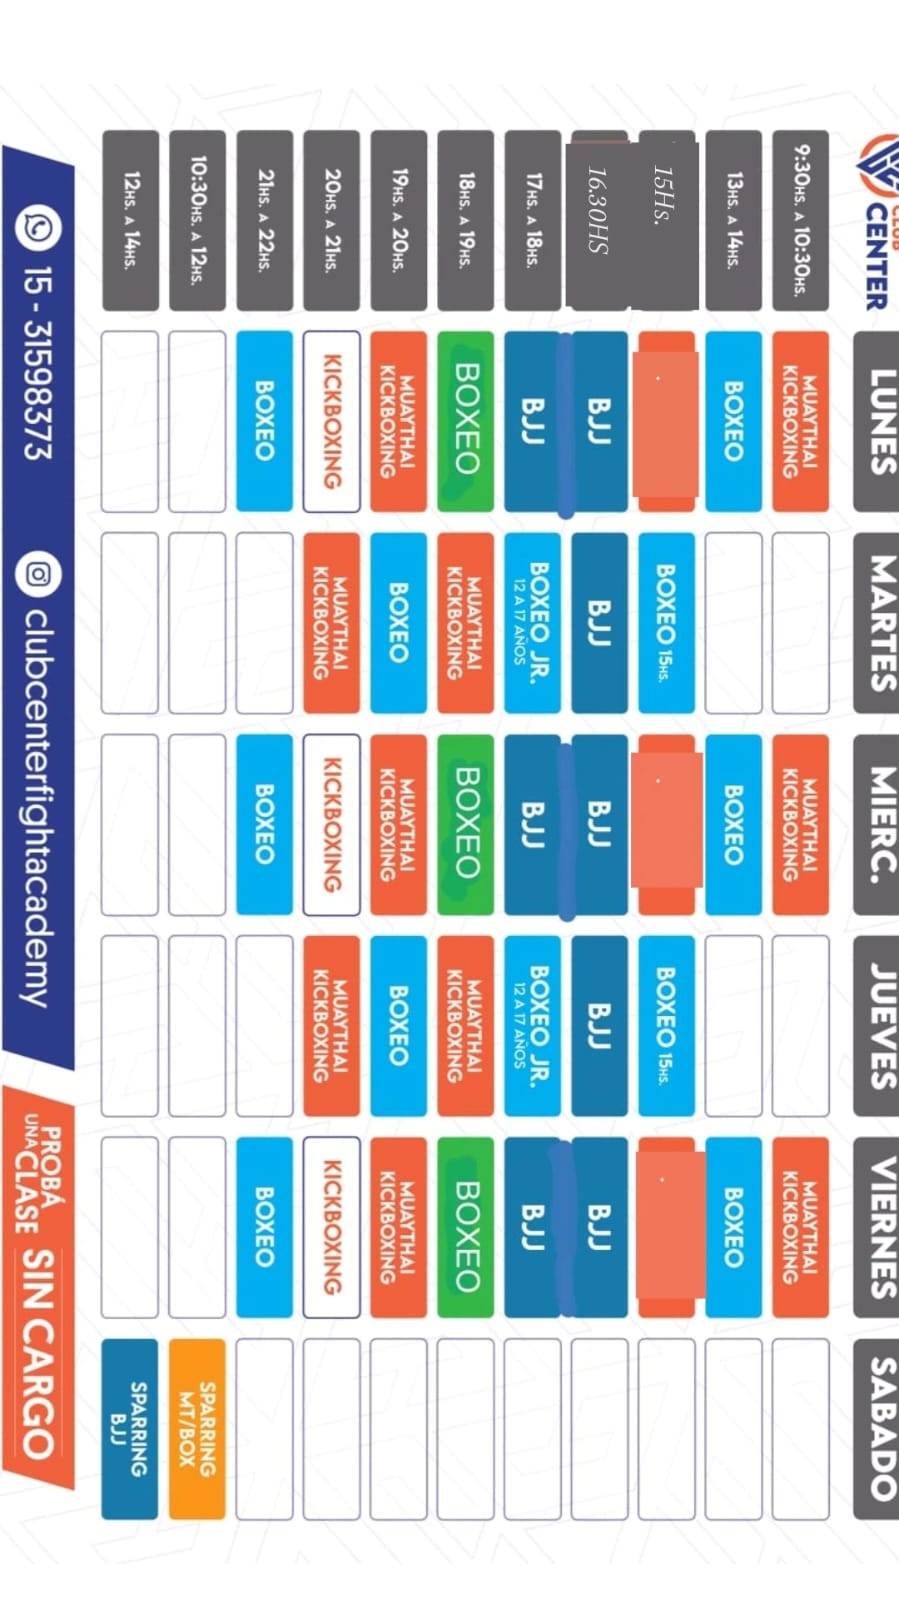 CLUB
CENTER
LUNES MARTES MIERC. JUEVES VIERNES SABADO
9:30HS. A 10:30HS. MUAYTHAI KICKBOXING MUAYTHAI KICKBOXING MUAYTHAI KICKBOXING
13HS. A 14HS. BOXEO BOXEO BOXEO
15Hs. . BOXEO 15HS. . BOXEO 15HS. .
16.30HS BJJ BJJ BJJ BJJ BJJ
17HS. A 18HS. BJJ BOXEO JR. 12 A 17 AÑOS BJJ BOXEO JR. 12 A 17 AÑOS BJJ
18HS. A 19HS. BOXEO MUAYTHAI KICKBOXING BOXEO MUAYTHAI KICKBOXING BOXEO
19HS. A 20HS. MUAYTHAI KICKBOXING BOXEO MUAYTHAI KICKBOXING BOXEO MUAYTHAI KICKBOXING
20HS. A 21HS. KICKBOXING MUAYTHAI KICKBOXING KICKBOXING MUAYTHAI KICKBOXING KICKBOXING
21HS. A 22HS. BOXEO BOXEO BOXEO
10:30HS. A 12HS. SPARRING MT/BOX
12HS. A 14HS. SPARRING BJJ
15 - 31598373 clubcenterfightacademy PROBÁ UNA CLASE SIN CARGO